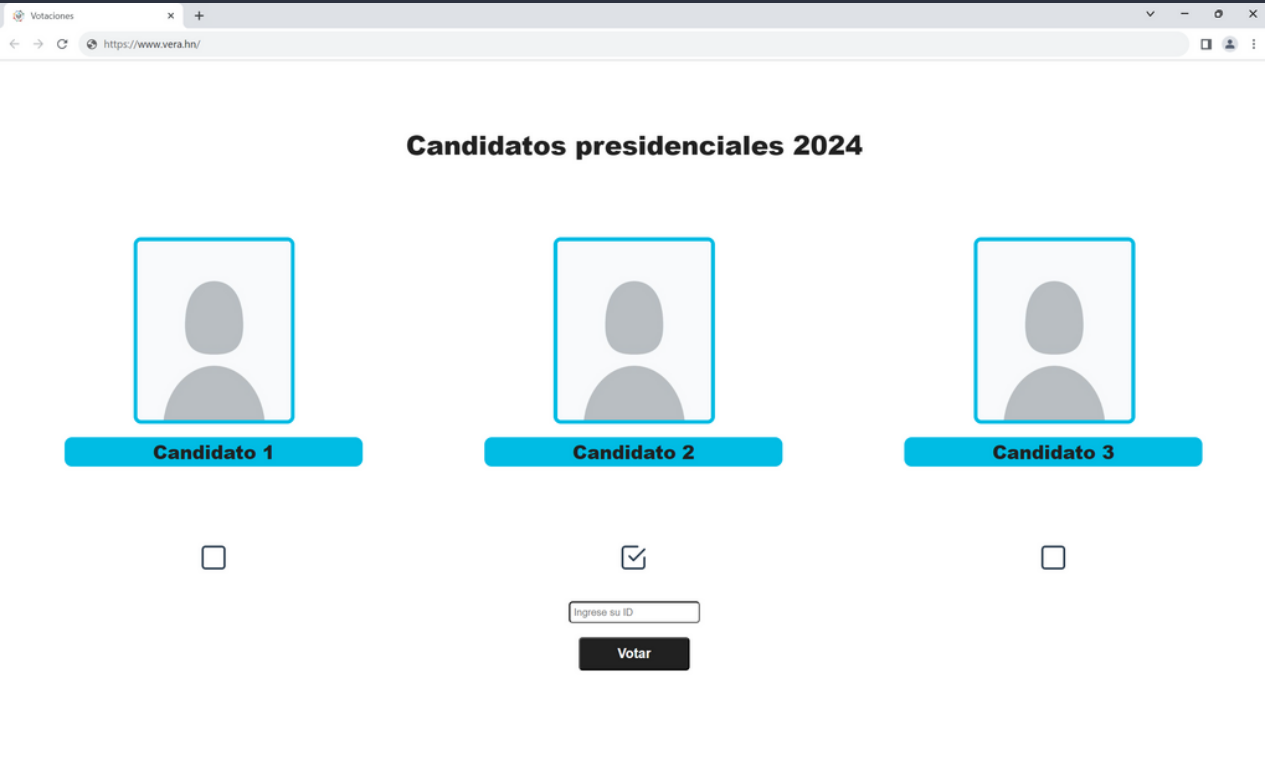 Votaciones
https://www.vera.hn/
Candidatos presidenciales 2024
Candidato 1
Candidato 2
Candidato 3
Ingrese su ID
Votar